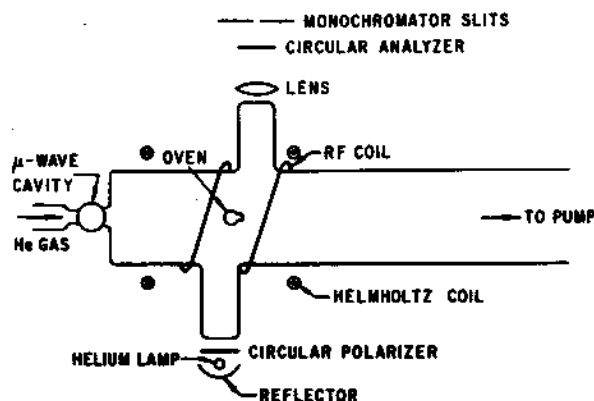 MONOCHROMATOR SLITS
CIRCULAR ANALYZER
LENS
OVEN
RF COIL
μ-WAVE
CAVITY
He GAS
TO PUMP
HELMHOLTZ COIL
CIRCULAR POLARIZER
HELIUM LAMP
REFLECTOR